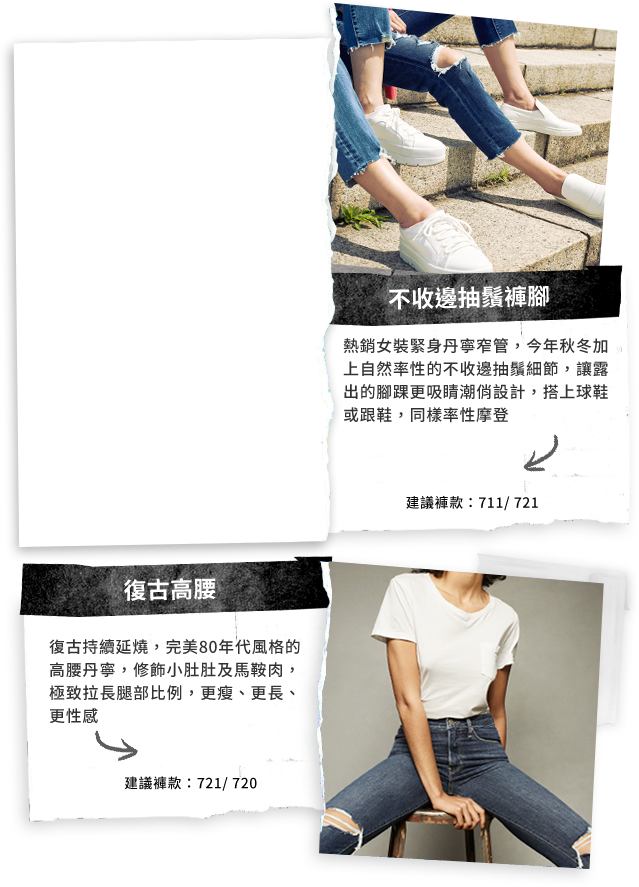 不收邊抽鬚褲腳
熱銷女裝緊身丹寧窄管，今年秋冬加
上自然率性的不收邊抽鬚細節，讓露
出的腳踝更吸睛潮俏設計，搭上球鞋
或跟鞋，同樣率性摩登
建議褲款：711/ 721
復古高腰
復古持續延燒，完美80年代風格的
高腰丹寧，修飾小肚肚及馬鞍肉，
極致拉長腿部比例，更瘦、更長、
更性感
建議褲款：721/ 720